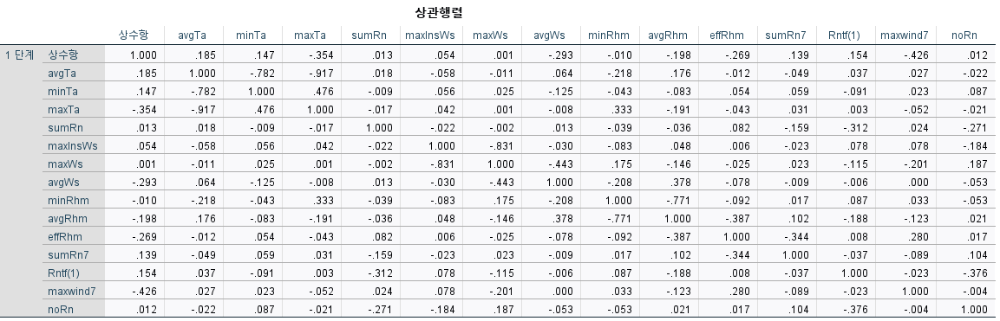 상관행렬
상수항 avgTa minTa maxTa sumRn maxInsWs maxWs avgWs minRhm avgRhm effRhm sumRn7 Rntf(1) maxwind7 noRn
1 단계 상수항 1.000 .185 .147 -.354 .013 .054 .001 -.293 -.010 -.198 -.269 .139 .154 -.426 .012
avgTa .185 1.000 -.782 -.917 .018 -.058 -.011 .064 -.218 .176 -.012 -.049 .037 .027 -.022
minTa .147 -.782 1.000 .476 -.009 .056 .025 -.125 -.043 -.083 .054 .059 -.091 .023 .087
maxTa -.354 -.917 .476 1.000 -.017 .042 .001 -.008 .333 -.191 -.043 .031 .003 -.052 -.021
sumRn .013 .018 -.009 -.017 1.000 -.022 -.002 .013 -.039 -.036 .082 -.159 -.312 .024 -.271
maxInsWs .054 -.058 .056 .042 -.022 1.000 -.831 -.030 -.083 .048 .006 -.023 .078 .078 -.184
maxWs .001 -.011 .025 .001 -.002 -.831 1.000 -.443 .175 -.146 -.025 .023 -.115 -.201 .187
avgWs -.293 .064 -.125 -.008 .013 -.030 -.443 1.000 -.208 .378 -.078 -.009 -.006 .000 -.053
minRhm -.010 -.218 -.043 .333 -.039 -.083 .175 -.208 1.000 -.771 -.092 .017 .087 .033 -.053
avgRhm -.198 .176 -.083 -.191 -.036 .048 -.146 .378 -.771 1.000 -.387 .102 -.188 -.123 .021
effRhm -.269 -.012 .054 -.043 .082 .006 -.025 -.078 -.092 -.387 1.000 -.344 .008 .280 .017
sumRn7 .139 -.049 .059 .031 -.159 -.023 .023 -.009 .017 .102 -.344 1.000 -.037 -.089 .104
Rntf(1) .154 .037 -.091 .003 -.312 .078 -.115 -.006 .087 -.188 .008 -.037 1.000 -.023 -.376
maxwind7 -.426 .027 .023 -.052 .024 .078 -.201 .000 .033 -.123 .280 -.089 -.023 1.000 -.004
noRn .012 -.022 .087 -.021 -.271 -.184 .187 -.053 -.053 .021 .017 .104 -.376 -.004 1.000